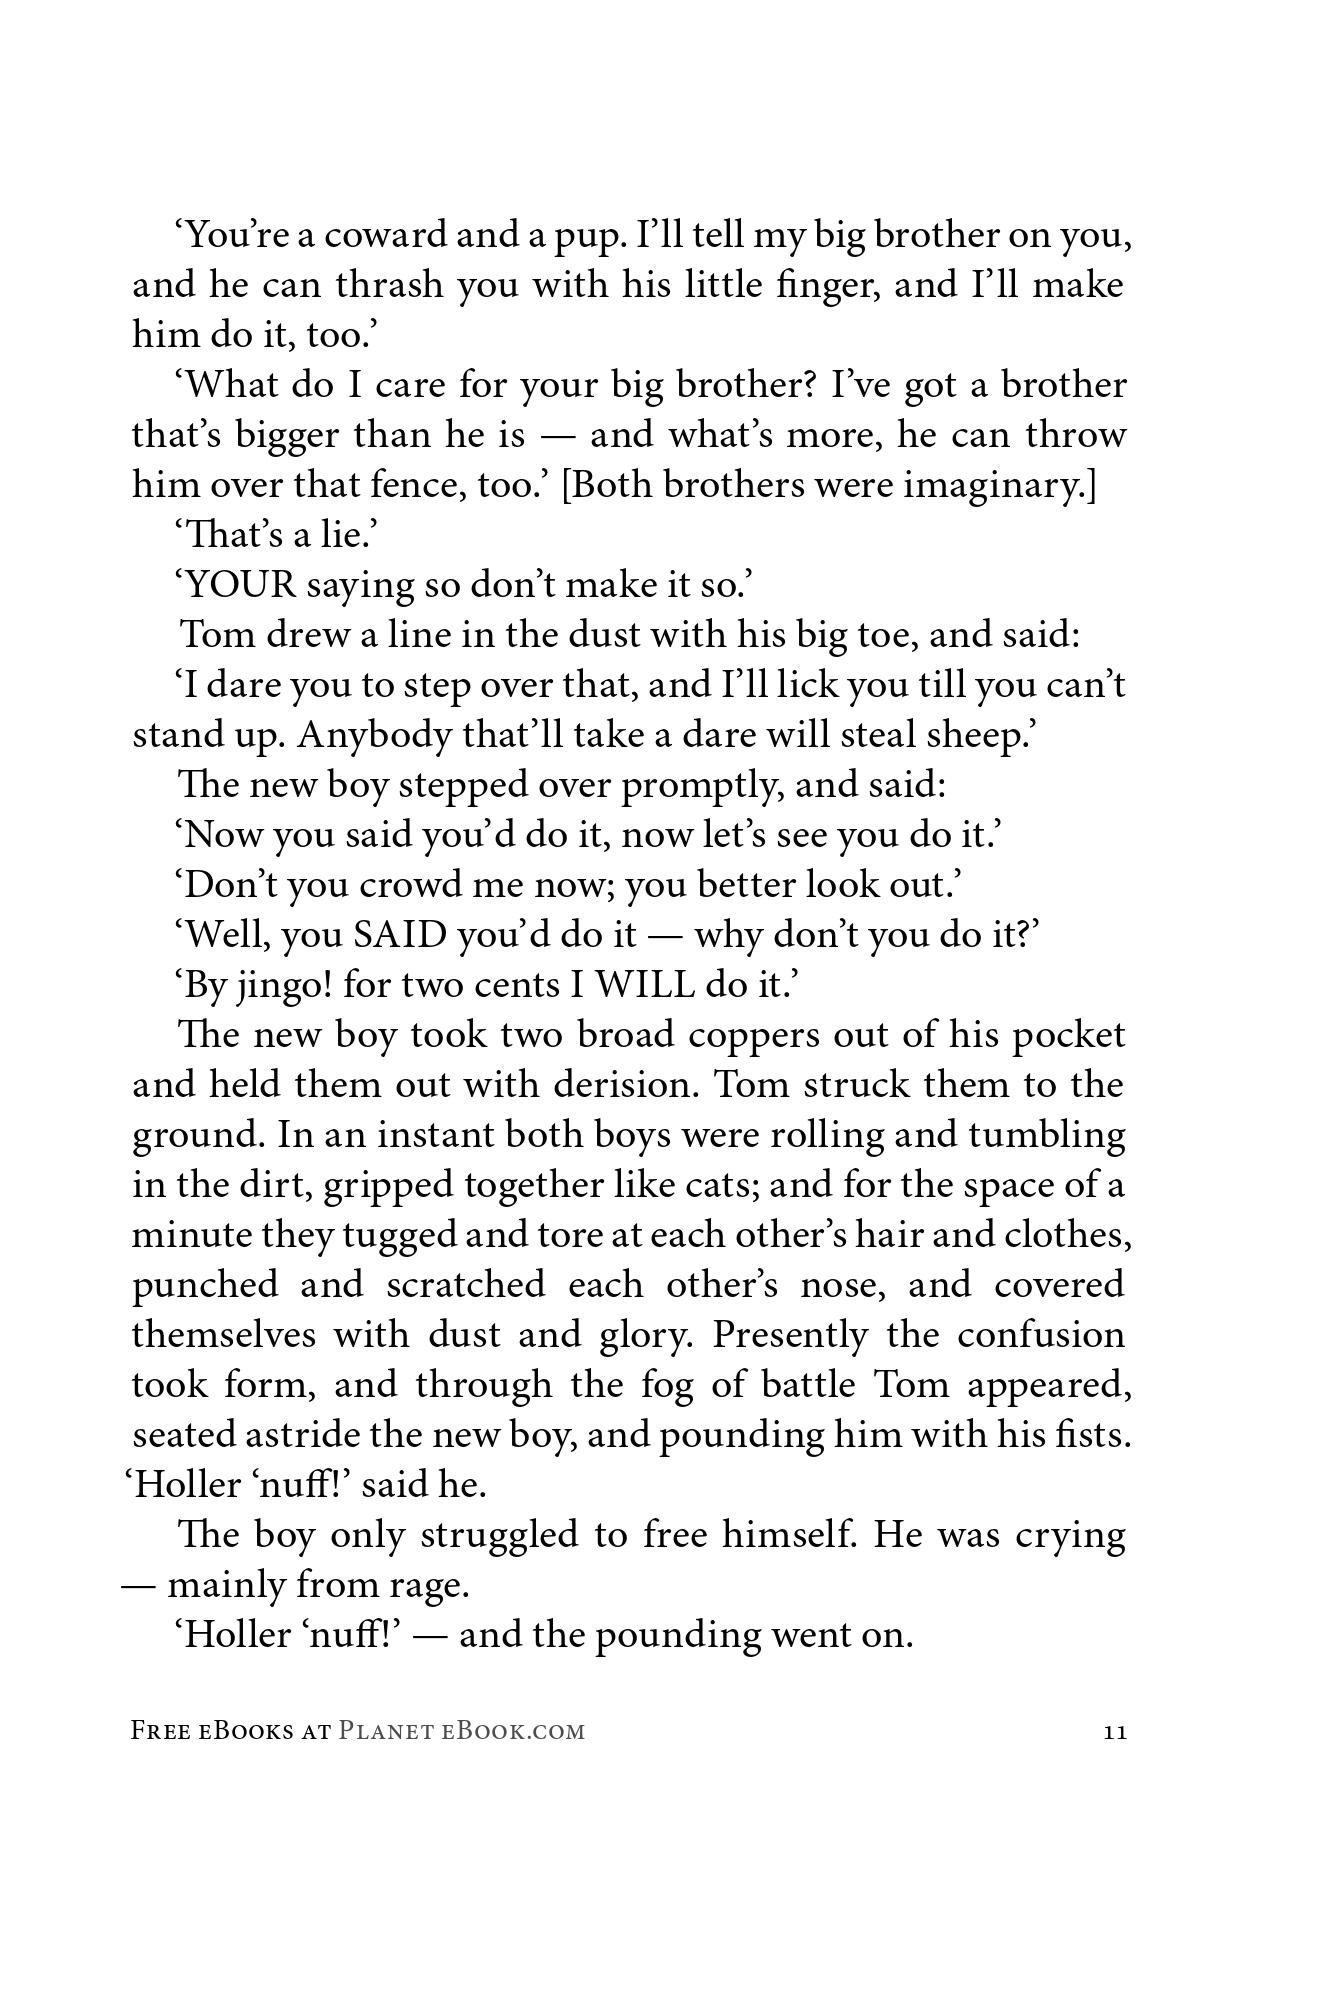 ‘You’re a coward and a pup. I’ll tell my big brother on you,
and he can thrash you with his little finger, and I’ll make
him do it, too.’
‘What do I care for your big brother? I’ve got a brother
that’s bigger than he is — and what’s more, he can throw
him over that fence, too.’ [Both brothers were imaginary.]
‘That’s a lie.’
‘YOUR saying so don’t make it so.’
Tom drew a line in the dust with his big toe, and said:
‘I dare you to step over that, and I’ll lick you till you can’t
stand up. Anybody that’ll take a dare will steal sheep.’
The new boy stepped over promptly, and said:
‘Now you said you’d do it, now let’s see you do it.’
‘Don’t you crowd me now; you better look out.’
‘Well, you SAID you’d do it — why don’t you do it?’
‘By jingo! for two cents I WILL do it.’
The new boy took two broad coppers out of his pocket
and held them out with derision. Tom struck them to the
ground. In an instant both boys were rolling and tumbling
in the dirt, gripped together like cats; and for the space of a
minute they tugged and tore at each other’s hair and clothes,
punched and scratched each other’s nose, and covered
themselves with dust and glory. Presently the confusion
took form, and through the fog of battle Tom appeared,
seated astride the new boy, and pounding him with his fists.
‘Holler ‘nuff!’ said he.
The boy only struggled to free himself. He was crying
— mainly from rage.
‘Holler ‘nuff!’ — and the pounding went on.
Free eBooks at Planet eBook.com 11